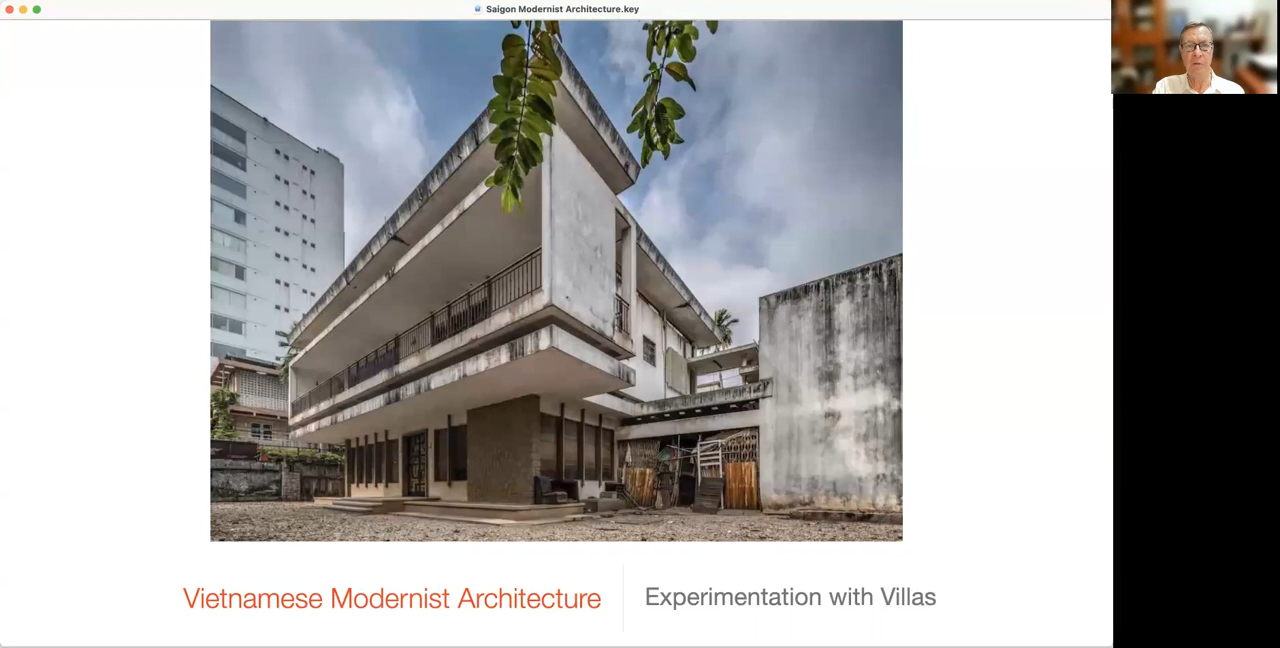 Saigon Modernist Architecture.key
Vietnamese Modernist Architecture
Experimentation with Villas